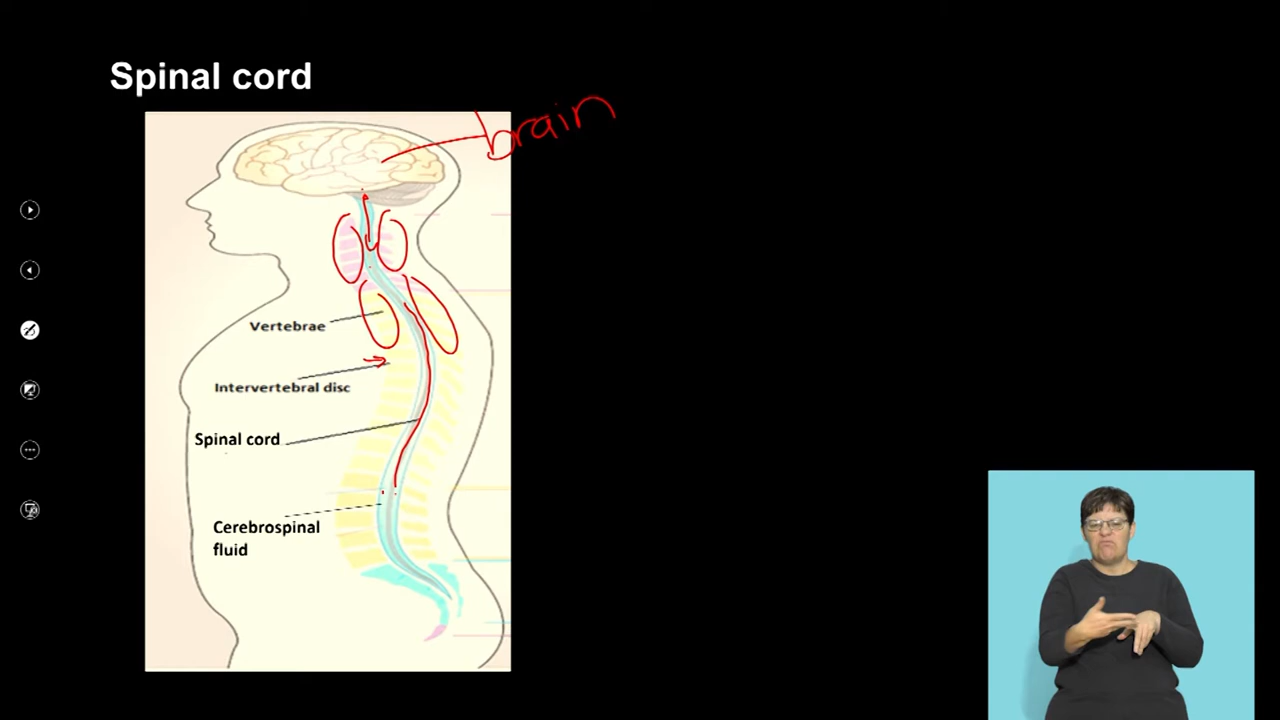 Spinal cord
brain
Vertebrae
Intervertebral disc
Spinal cord
Cerebrospinal
fluid